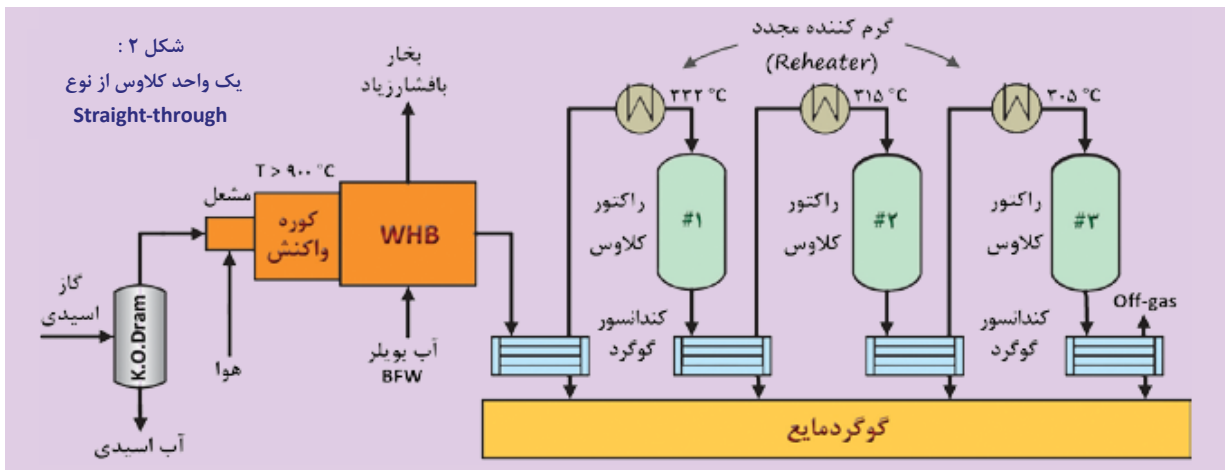 شکل ۲ :
یک واحد کلاوس از نوع
Straight-through
گرم کننده مجدد
(Reheater)
بخار
بافشارزیاد
۲۳۲ °C
۳۱۵ °C
۳۰۵ °C
T > ۹۰۰ °C
مشعل
کوره
واکنش
WHB
راکتور
کلاوس
#۱
راکتور
کلاوس
#۲
راکتور
کلاوس
#۳
گاز
اسیدی
K.O.Dram
هوا
آب بویلر
BFW
کندانسور
گوگرد
کندانسور
گوگرد
Off-gas
آب اسیدی
گوگردمایع